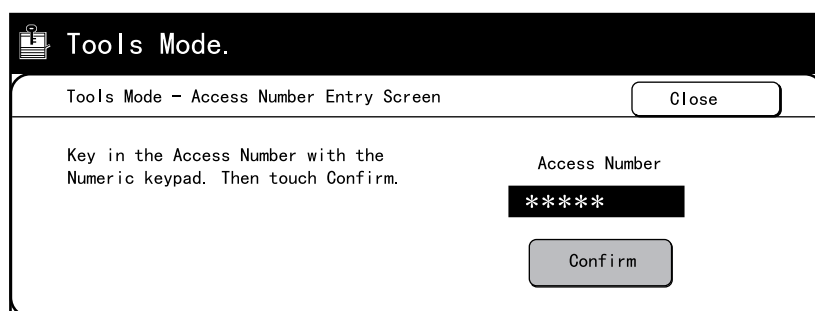 Tools Mode.
Tools Mode - Access Number Entry Screen
Close
Key in the Access Number with the
Numeric keypad. Then touch Confirm.
Access Number
*****
Confirm